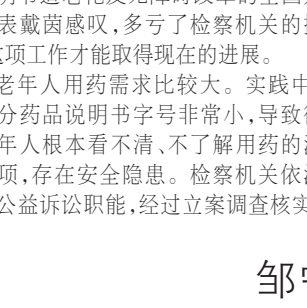 表戴茵感叹，多亏了检察机关的
项工作才能取得现在的进展。
老年人用药需求比较大。实践中
分药品说明书字号非常小，导致
年人根本看不清、不了解用药的
项，存在安全隐患。检察机关依
公益诉讼职能，经过立案调查核实
邹